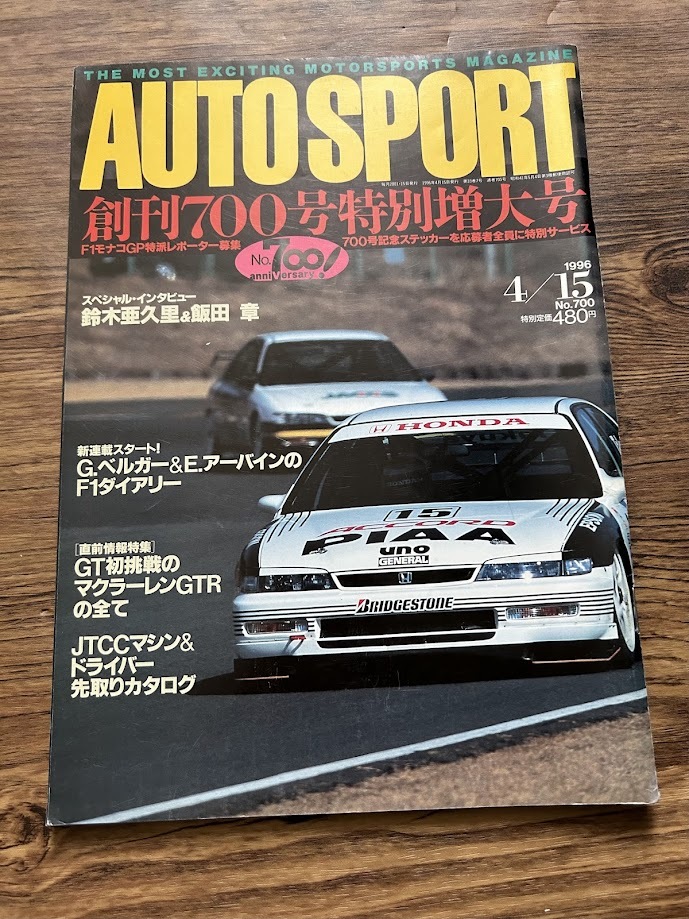 THE MOST EXCITING MOTORSPORTS MAGAZINE
AUTO SPORT
創刊700号特別増大号
F1モナコGP特派レポーター募集
700号記念ステッカーを応募者全員に特別サービス
No.700!
anniversary.
1996
4/15
No.700
特別定価480円
スペシャル・インタビュー
鈴木亜久里&飯田 章
新連載スタート!
G.ベルガー&E.アーバインの
F1ダイアリー
[直前情報特集]
GT初挑戦の
マクラーレンGTR
の全て
JTCCマシン&
ドライバー
先取りカタログ
HONDA
15
ACCORD
PIAA
uno
GENERAL
BRIDGESTONE
EPSON